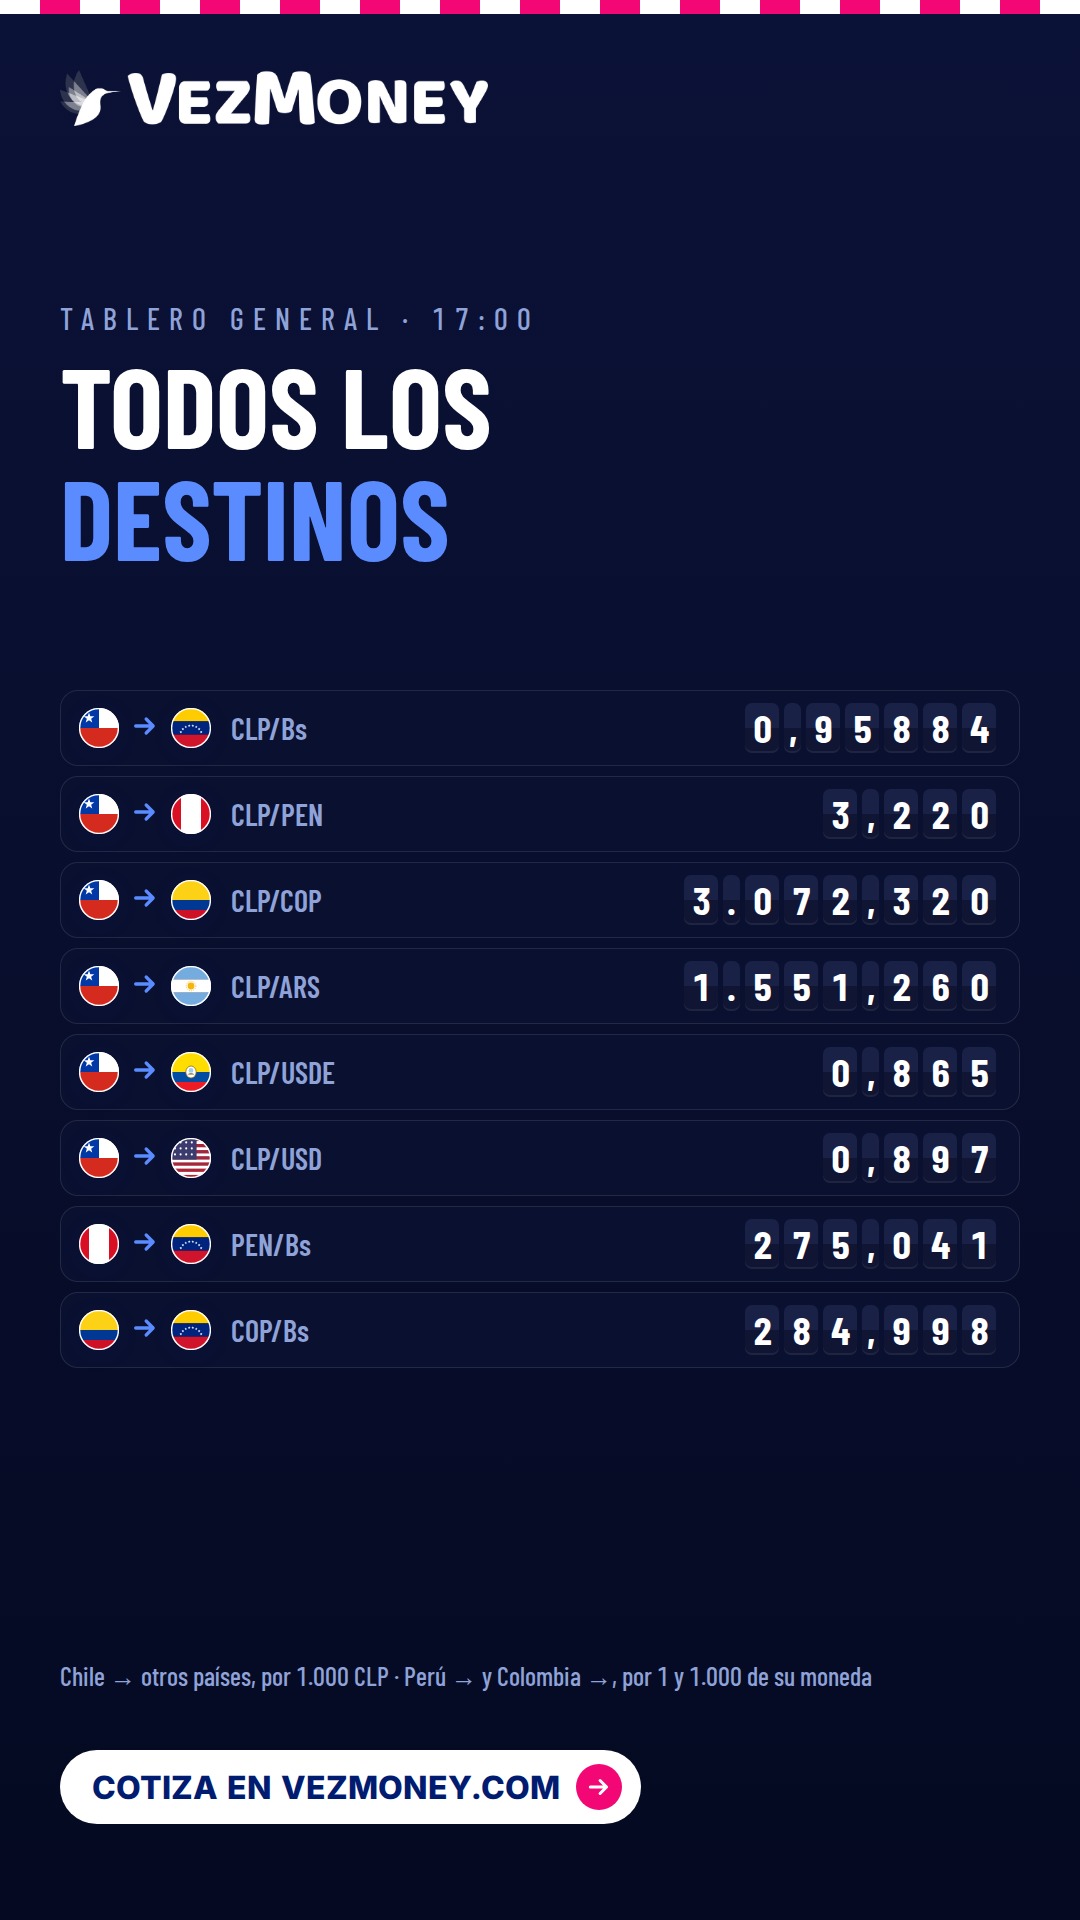 VEZMONEY
TABLERO GENERAL · 17:00
TODOS LOS
DESTINOS
CLP/Bs 0,95884
CLP/PEN 3,220
CLP/COP 3.072,320
CLP/ARS 1.551,260
CLP/USDE 0,865
CLP/USD 0,897
PEN/Bs 275,041
COP/Bs 284,998
Chile → otros países, por 1.000 CLP · Perú → y Colombia →, por 1 y 1.000 de su moneda
COTIZA EN VEZMONEY.COM